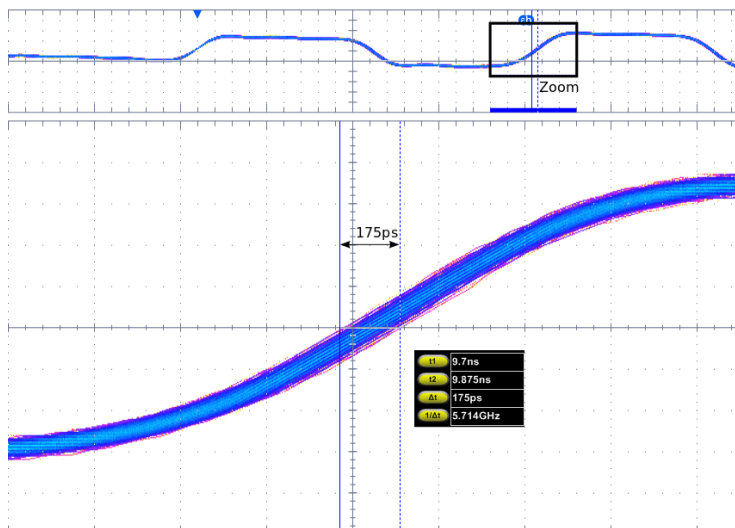 Zoom
175ps
t1 9.7ns
t2 9.875ns
Δt 175ps
1/Δt 5.714GHz